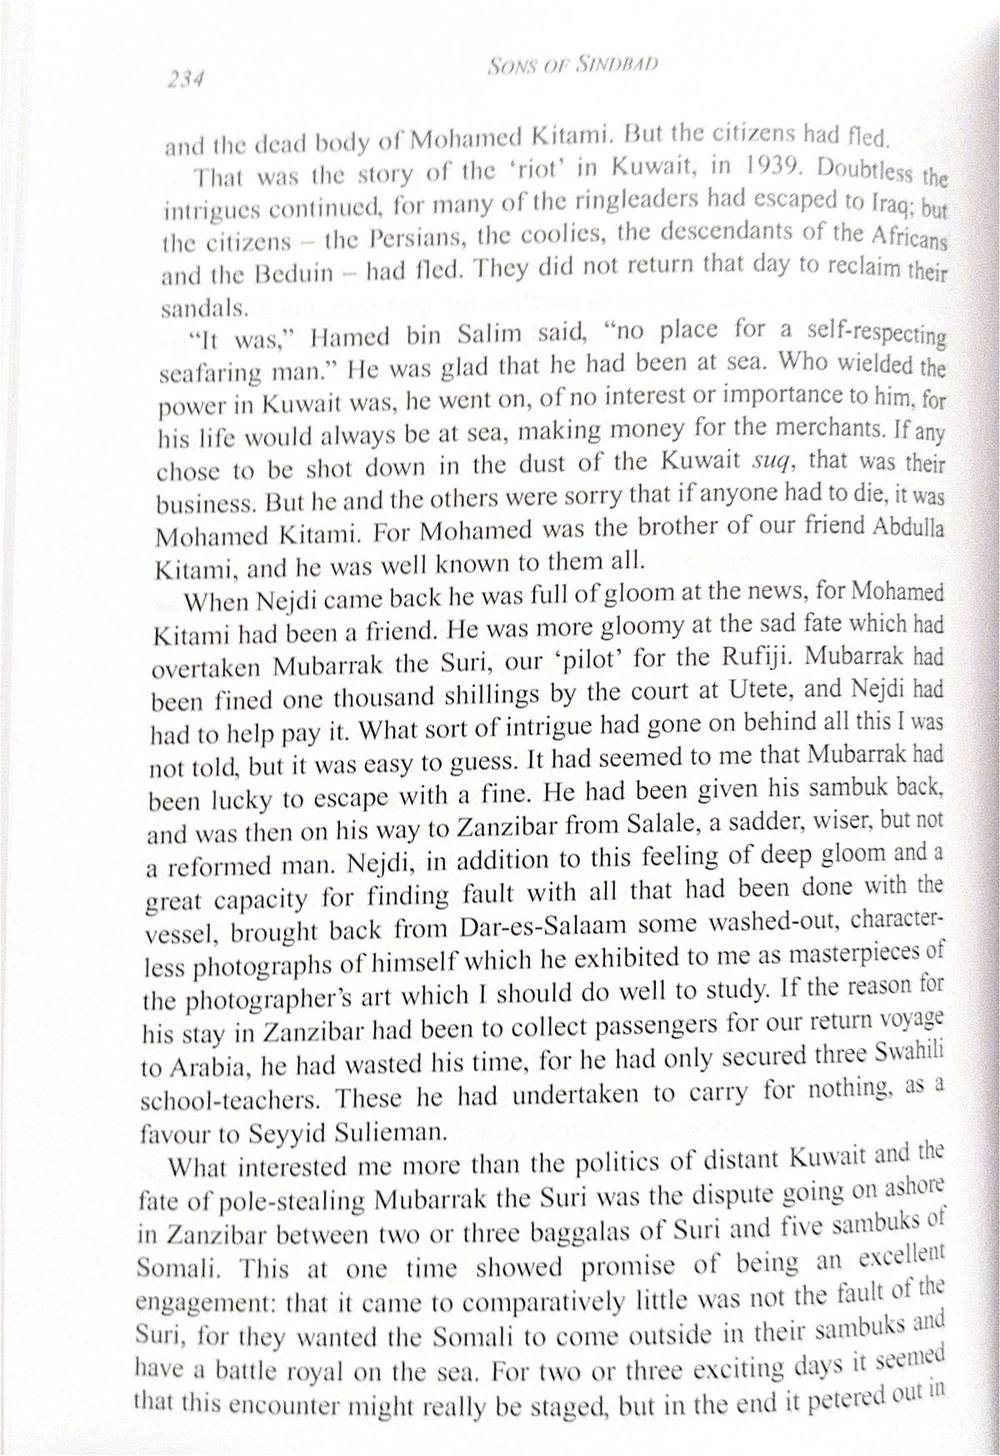 234
SONS OF SINDBAD
and the dead body of Mohamed Kitami. But the citizens had fled.
That was the story of the ‘riot’ in Kuwait, in 1939. Doubtless the
intrigues continued, for many of the ringleaders had escaped to Iraq; but
the citizens – the Persians, the coolies, the descendants of the Africans
and the Beduin – had fled. They did not return that day to reclaim their
sandals.
“It was,” Hamed bin Salim said, “no place for a self-respecting
seafaring man.” He was glad that he had been at sea. Who wielded the
power in Kuwait was, he went on, of no interest or importance to him, for
his life would always be at sea, making money for the merchants. If any
chose to be shot down in the dust of the Kuwait suq, that was their
business. But he and the others were sorry that if anyone had to die, it was
Mohamed Kitami. For Mohamed was the brother of our friend Abdulla
Kitami, and he was well known to them all.
When Nejdi came back he was full of gloom at the news, for Mohamed
Kitami had been a friend. He was more gloomy at the sad fate which had
overtaken Mubarrak the Suri, our ‘pilot’ for the Rufiji. Mubarrak had
been fined one thousand shillings by the court at Utete, and Nejdi had
had to help pay it. What sort of intrigue had gone on behind all this I was
not told, but it was easy to guess. It had seemed to me that Mubarrak had
been lucky to escape with a fine. He had been given his sambuk back,
and was then on his way to Zanzibar from Salale, a sadder, wiser, but not
a reformed man. Nejdi, in addition to this feeling of deep gloom and a
great capacity for finding fault with all that had been done with the
vessel, brought back from Dar-es-Salaam some washed-out, character-
less photographs of himself which he exhibited to me as masterpieces of
the photographer’s art which I should do well to study. If the reason for
his stay in Zanzibar had been to collect passengers for our return voyage
to Arabia, he had wasted his time, for he had only secured three Swahili
school-teachers. These he had undertaken to carry for nothing, as a
favour to Seyyid Sulieman.
What interested me more than the politics of distant Kuwait and the
fate of pole-stealing Mubarrak the Suri was the dispute going on ashore
in Zanzibar between two or three baggalas of Suri and five sambuks of
Somali. This at one time showed promise of being an excellent
engagement: that it came to comparatively little was not the fault of the
Suri, for they wanted the Somali to come outside in their sambuks and
have a battle royal on the sea. For two or three exciting days it seemed
that this encounter might really be staged, but in the end it petered out in